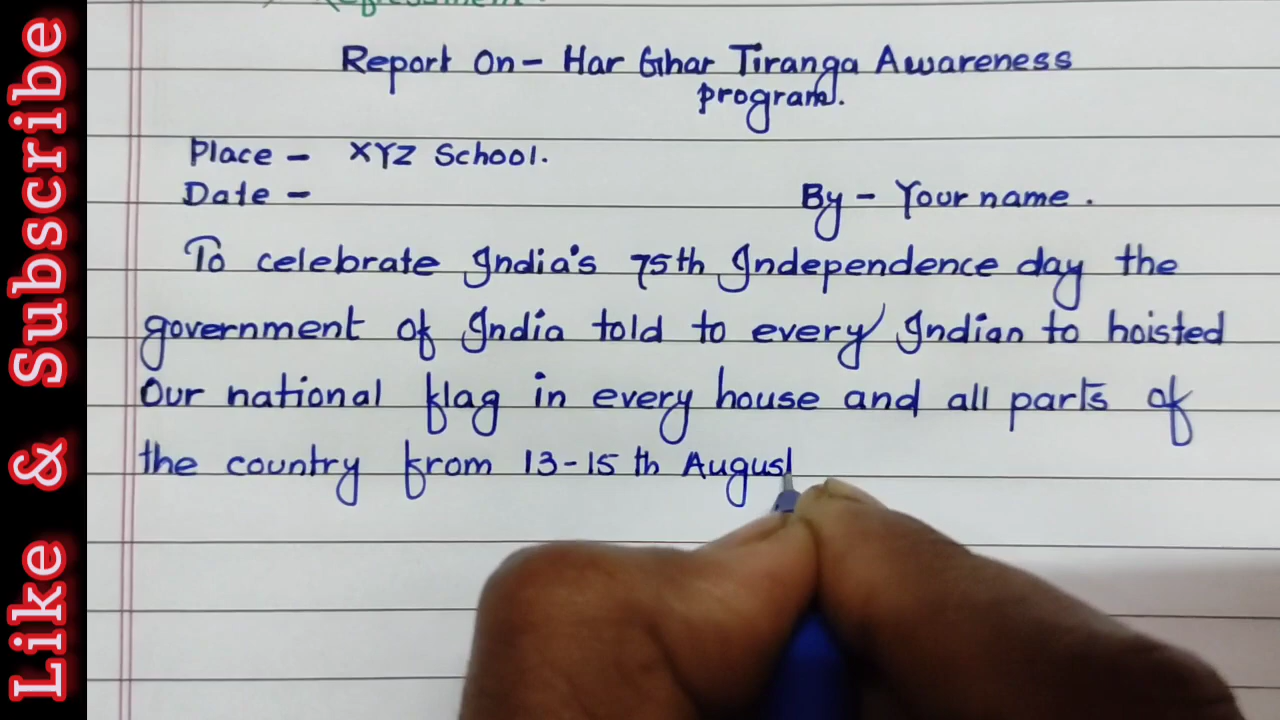 Like & Subscribe
Report On - Har Ghar Tiranga Awareness
program.
Place - XYZ School.
Date -
By - Your name.
To celebrate India's 75th Independence day the
government of India told to every Indian to hoisted
Our national flag in every house and all parts of
the country from 13-15 th August